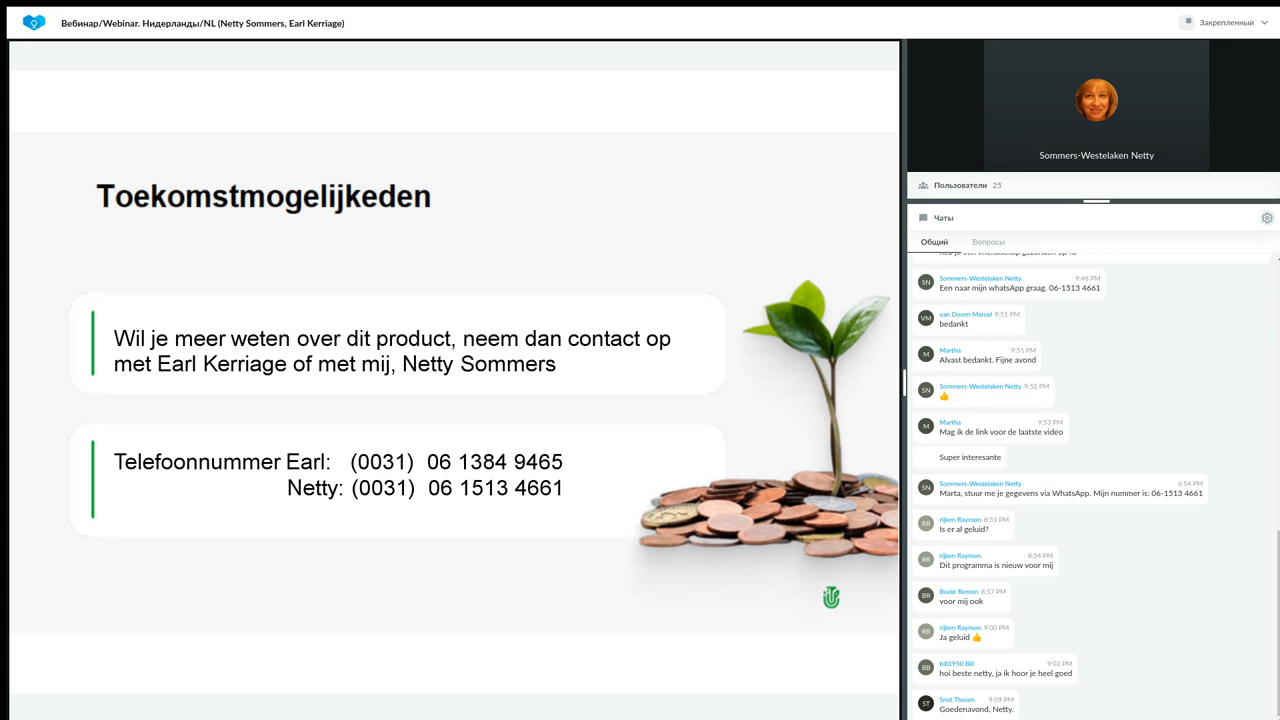 Вебинар/Webinar. Нидерланды/NL (Netty Sommers, Earl Kerriage)
Закрепленный
Toekomstmogelijkeden
Wil je meer weten over dit product, neem dan contact op
met Earl Kerriage of met mij, Netty Sommers
Telefoonnummer Earl: (0031) 06 1384 9465
Netty: (0031) 06 1513 4661
Sommers-Westelaken Netty
Пользователи 25
Чаты
Общий Вопросы
SN Sommers-Westelaken Netty 9:48 PM
Een naar mijn whatsApp graag. 06-1513 4661
VM van Doorn Marcel 9:51 PM
bedankt
M Martha 9:51 PM
Alvast bedankt. Fijne avond
SN Sommers-Westelaken Netty 9:52 PM
👍
M Martha 9:53 PM
Mag ik de link voor de laatste video
Super interesante
SN Sommers-Westelaken Netty 6:54 PM
Marta, stuur me je gegevens via WhatsApp. Mijn nummer is: 06-1513 4661
RR rijken Raymon 8:53 PM
Is er al geluid?
RR rijken Raymon 8:54 PM
Dit programma is nieuw voor mij
BR Boele Remon 8:57 PM
voor mij ook
RR rijken Raymon 9:00 PM
Ja geluid 👍
BB bill1950 Bill 9:02 PM
hoi beste netty, ja ik hoor je heel goed
ST Smit Thoom 9:09 PM
Goedenavond, Netty.